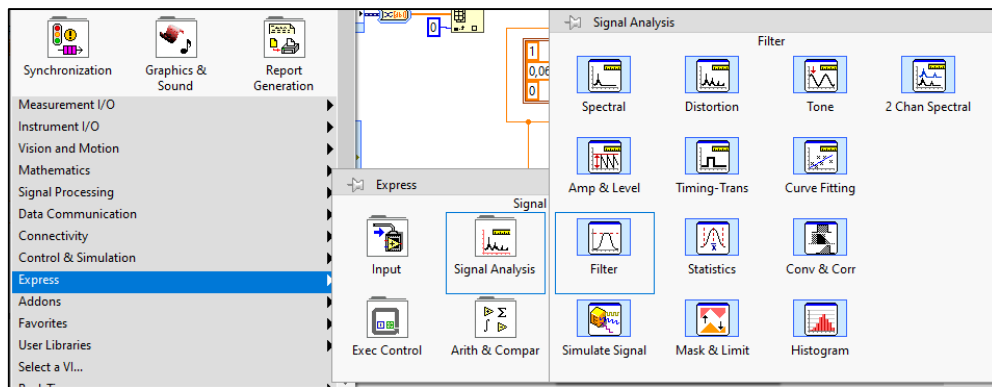 Synchronization
Graphics &
Sound
Report
Generation
Measurement I/O
Instrument I/O
Vision and Motion
Mathematics
Signal Processing
Data Communication
Connectivity
Control & Simulation
Express
Addons
Favorites
User Libraries
Select a VI...
0
1
0,06
0
Express
Signal
Input
Signal Analysis
Exec Control
Arith & Compar
Signal Analysis
Filter
Spectral
Distortion
Tone
2 Chan Spectral
Amp & Level
Timing-Trans
Curve Fitting
Filter
Statistics
Conv & Corr
Simulate Signal
Mask & Limit
Histogram